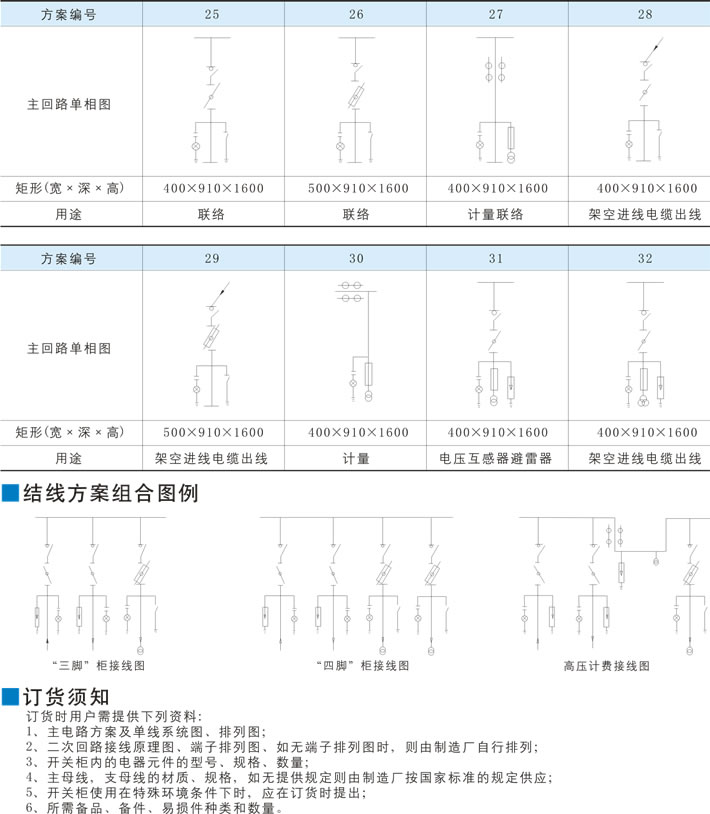 方案编号 25 26 27 28
主回路单相图
矩形(宽×深×高) 400×910×1600 500×910×1600 400×910×1600 400×910×1600
用途 联络 联络 计量联络 架空进线电缆出线
方案编号 29 30 31 32
主回路单相图
矩形(宽×深×高) 500×910×1600 400×910×1600 400×910×1600 400×910×1600
用途 架空进线电缆出线 计量 电压互感器避雷器 架空进线电缆出线
结线方案组合图例
“三脚”柜接线图 “四脚”柜接线图 高压计费接线图
订货须知
订货时用户需提供下列资料：
1、主电路方案及单线系统图、排列图；
2、二次回路接线原理图、端子排列图、如无端子排列图时，则由制造厂自行排列；
3、开关柜内的电器元件的型号、规格、数量；
4、主母线，支母线的材质、规格，如无提供规定则由制造厂按国家标准的规定供应；
5、开关柜使用在特殊环境条件下时，应在订货时提出；
6、所需备品、备件、易损件种类和数量。